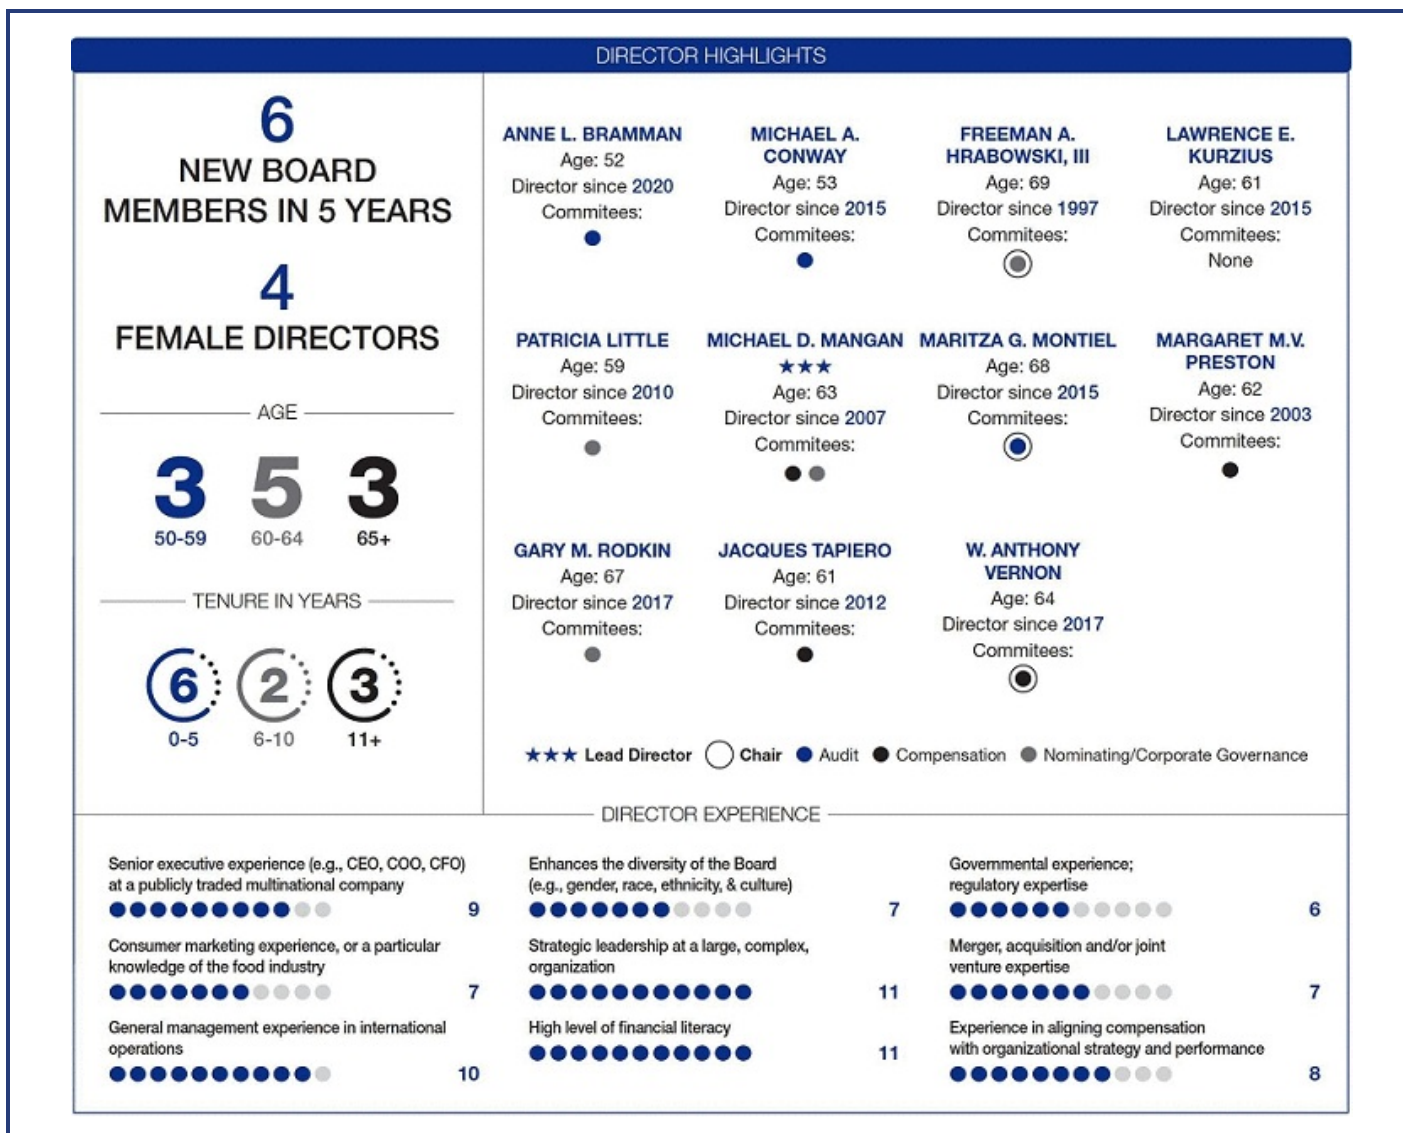 DIRECTOR HIGHLIGHTS
6
NEW BOARD
MEMBERS IN 5 YEARS
4
FEMALE DIRECTORS
AGE
3 5 3
50-59 60-64 65+
TENURE IN YEARS
6 2 3
0-5 6-10 11+
ANNE L. BRAMMAN
Age: 52
Director since 2020
Commitees:
MICHAEL A.
CONWAY
Age: 53
Director since 2015
Commitees:
FREEMAN A.
HRABOWSKI, III
Age: 69
Director since 1997
Commitees:
LAWRENCE E.
KURZIUS
Age: 61
Director since 2015
Commitees:
None
PATRICIA LITTLE
Age: 59
Director since 2010
Commitees:
MICHAEL D. MANGAN
★★★
Age: 63
Director since 2007
Commitees:
MARITZA G. MONTIEL
Age: 68
Director since 2015
Commitees:
MARGARET M.V.
PRESTON
Age: 62
Director since 2003
Commitees:
GARY M. RODKIN
Age: 67
Director since 2017
Commitees:
JACQUES TAPIERO
Age: 61
Director since 2012
Commitees:
W. ANTHONY
VERNON
Age: 64
Director since 2017
Commitees:
★★★ Lead Director Chair Audit Compensation Nominating/Corporate Governance
DIRECTOR EXPERIENCE
Senior executive experience (e.g., CEO, COO, CFO)
at a publicly traded multinational company
9
Consumer marketing experience, or a particular
knowledge of the food industry
7
General management experience in international
operations
10
Enhances the diversity of the Board
(e.g., gender, race, ethnicity, & culture)
7
Strategic leadership at a large, complex,
organization
11
High level of financial literacy
11
Governmental experience;
regulatory expertise
6
Merger, acquisition and/or joint
venture expertise
7
Experience in aligning compensation
with organizational strategy and performance
8